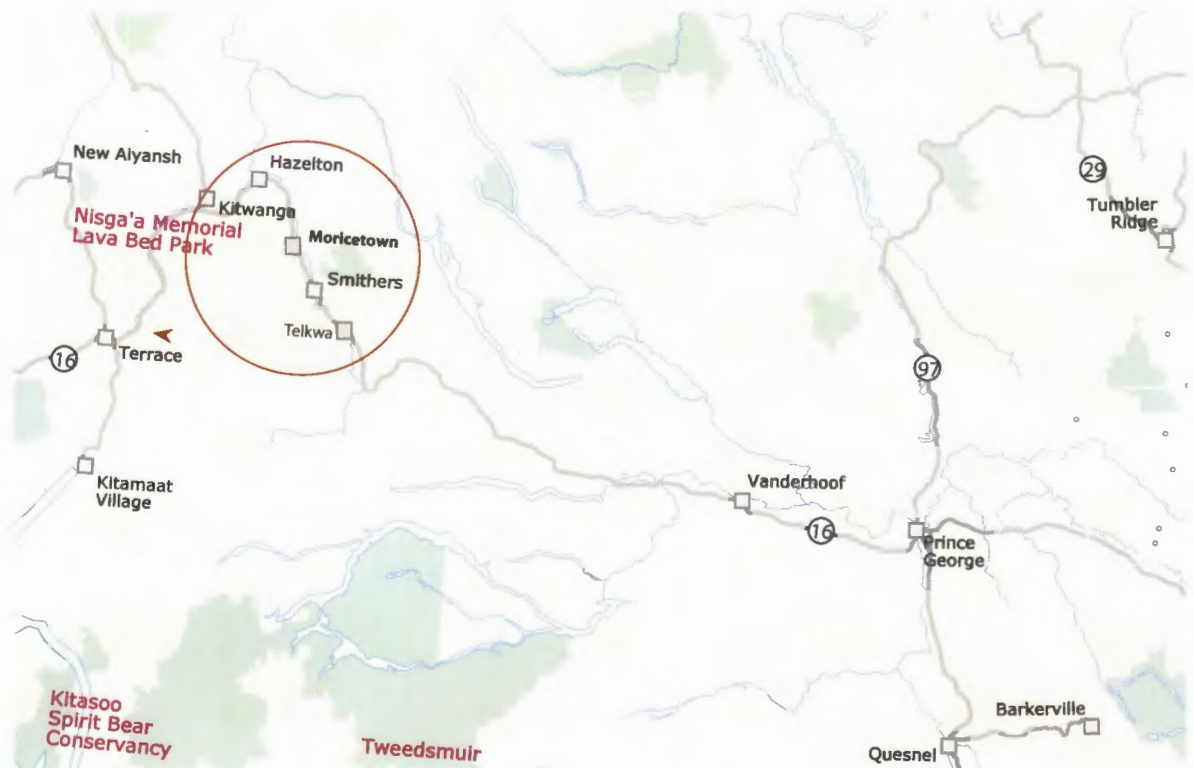 New Aiyansh
Hazelton
Kitwanga
29
Tumbler
Ridge
Nisga'a Memorial
Lava Bed Park
Moricetown
Smithers
Telkwa
Terrace
16
97
Kitamaat
Village
Vanderhoof
16
Prince
George
Kitasoo
Spirit Bear
Conservancy
Tweedsmuir
Barkerville
Quesnel